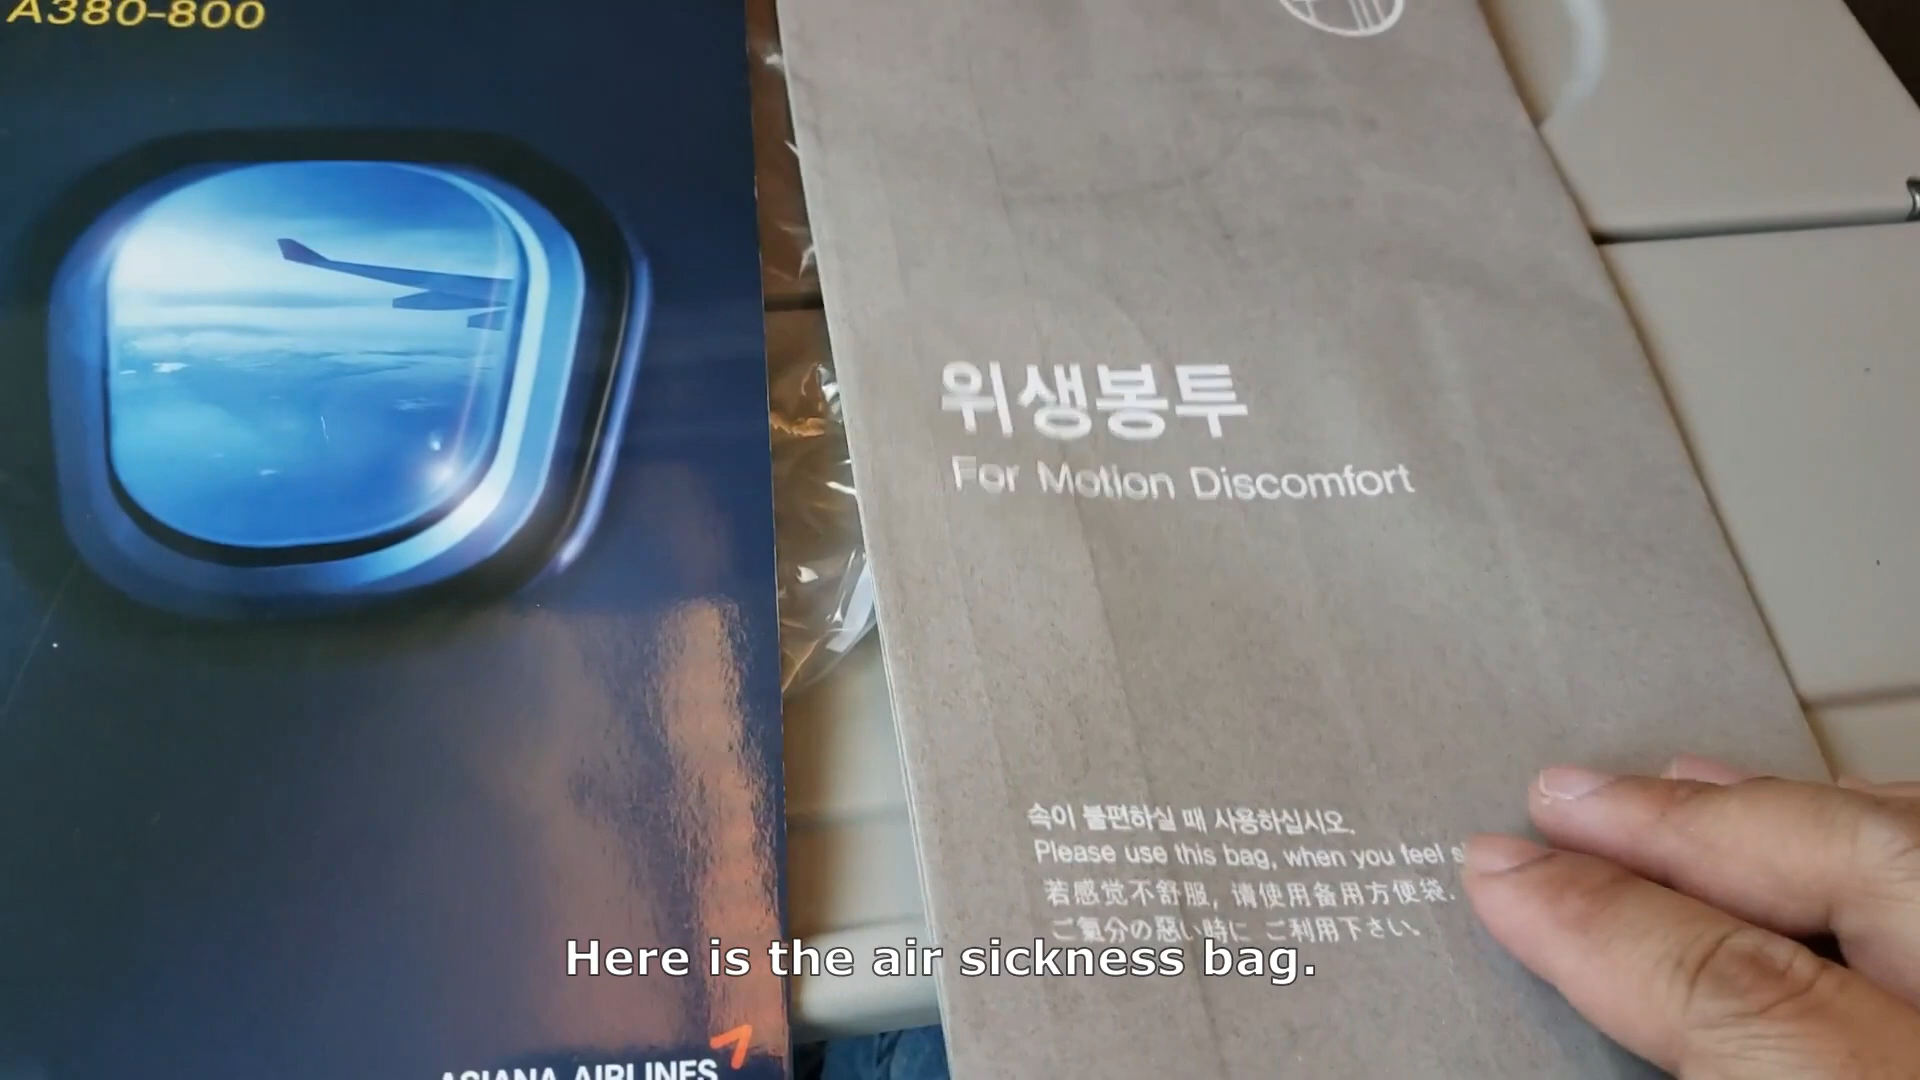 A380-800
위생봉투
For Motion Discomfort
속이 불편하실 때 사용하십시오.
Please use this bag, when you feel
若感觉不舒服, 请使用备用方便袋.
ご氣分の惡い時に ご利用下さい、
Here is the air sickness bag.
ASIANA AIRLINES